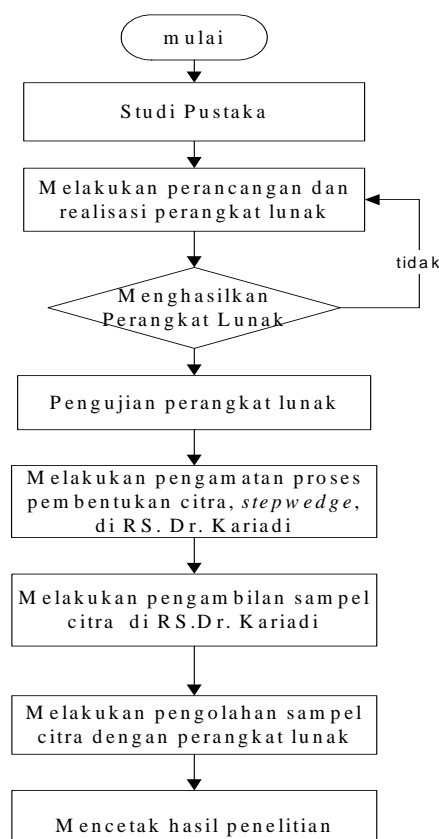 mulai
Studi Pustaka
Melakukan perancangan dan
realisasi perangkat lunak
tidak
Menghasilkan
Perangkat Lunak
Pengujian perangkat lunak
Melakukan pengamatan proses
pembentukan citra, stepwedge,
di RS. Dr. Kariadi
Melakukan pengambilan sampel
citra di RS.Dr. Kariadi
Melakukan pengolahan sampel
citra dengan perangkat lunak
Mencetak hasil penelitian